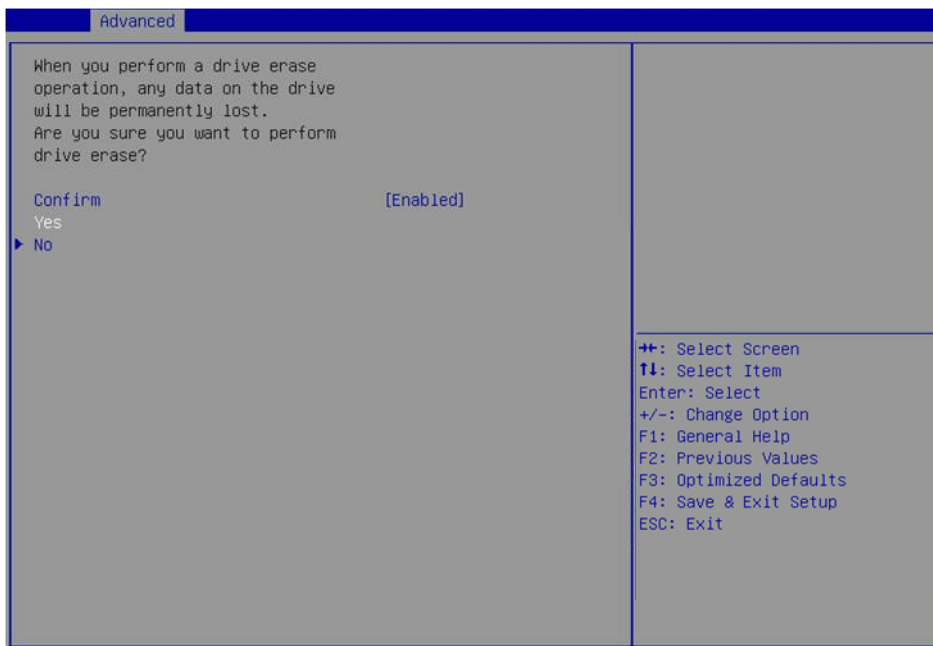 Advanced
When you perform a drive erase
operation, any data on the drive
will be permanently lost.
Are you sure you want to perform
drive erase?
Confirm [Enabled]
Yes
No
→←: Select Screen
↑↓: Select Item
Enter: Select
+/-: Change Option
F1: General Help
F2: Previous Values
F3: Optimized Defaults
F4: Save & Exit Setup
ESC: Exit